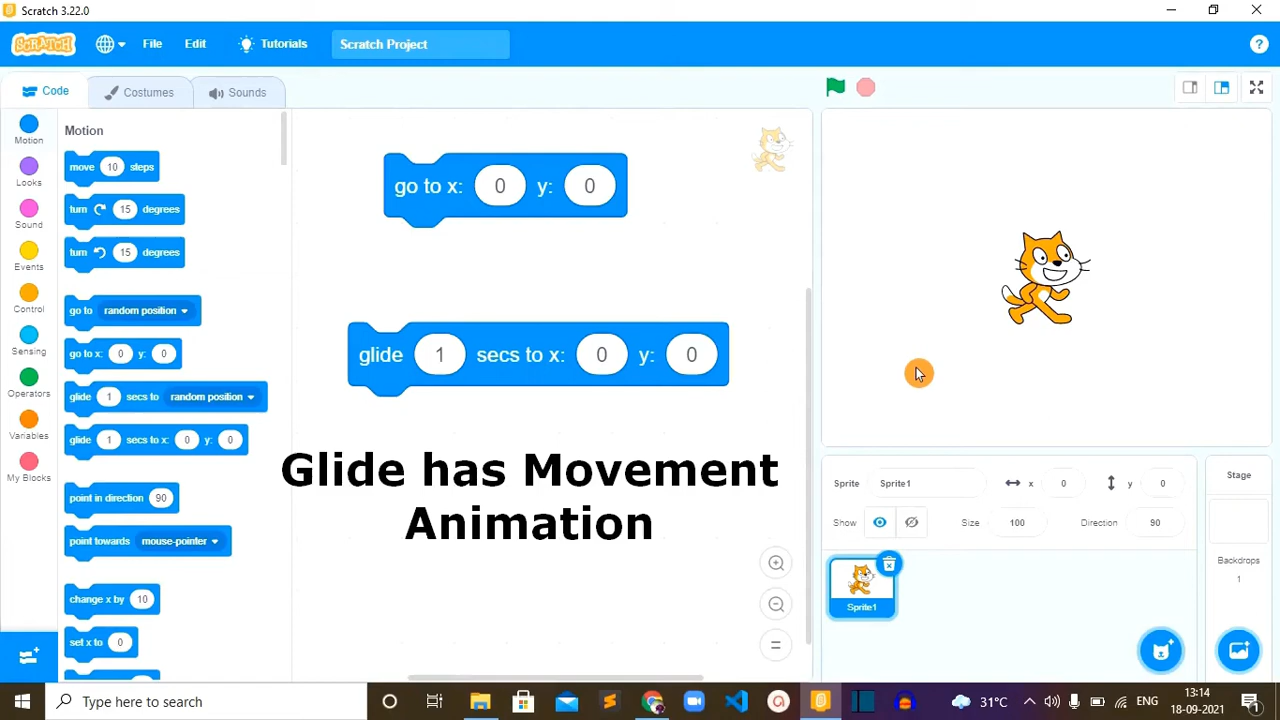 Scratch 3.22.0
SCRATCH File Edit Tutorials Scratch Project ?
Code Costumes Sounds
Motion
Looks
Sound
Events
Control
Sensing
Operators
Variables
My Blocks
Motion
move 10 steps
turn 15 degrees
turn 15 degrees
go to random position
go to x: 0 y: 0
glide 1 secs to random position
glide 1 secs to x: 0 y: 0
point in direction 90
point towards mouse-pointer
change x by 10
set x to 0
go to x: 0 y: 0
glide 1 secs to x: 0 y: 0
Glide has Movement
Animation
Sprite Sprite1 x 0 y 0
Show Size 100 Direction 90
Sprite1
Stage
Backdrops
1
Type here to search
31°C ENG 13:14
18-09-2021 1